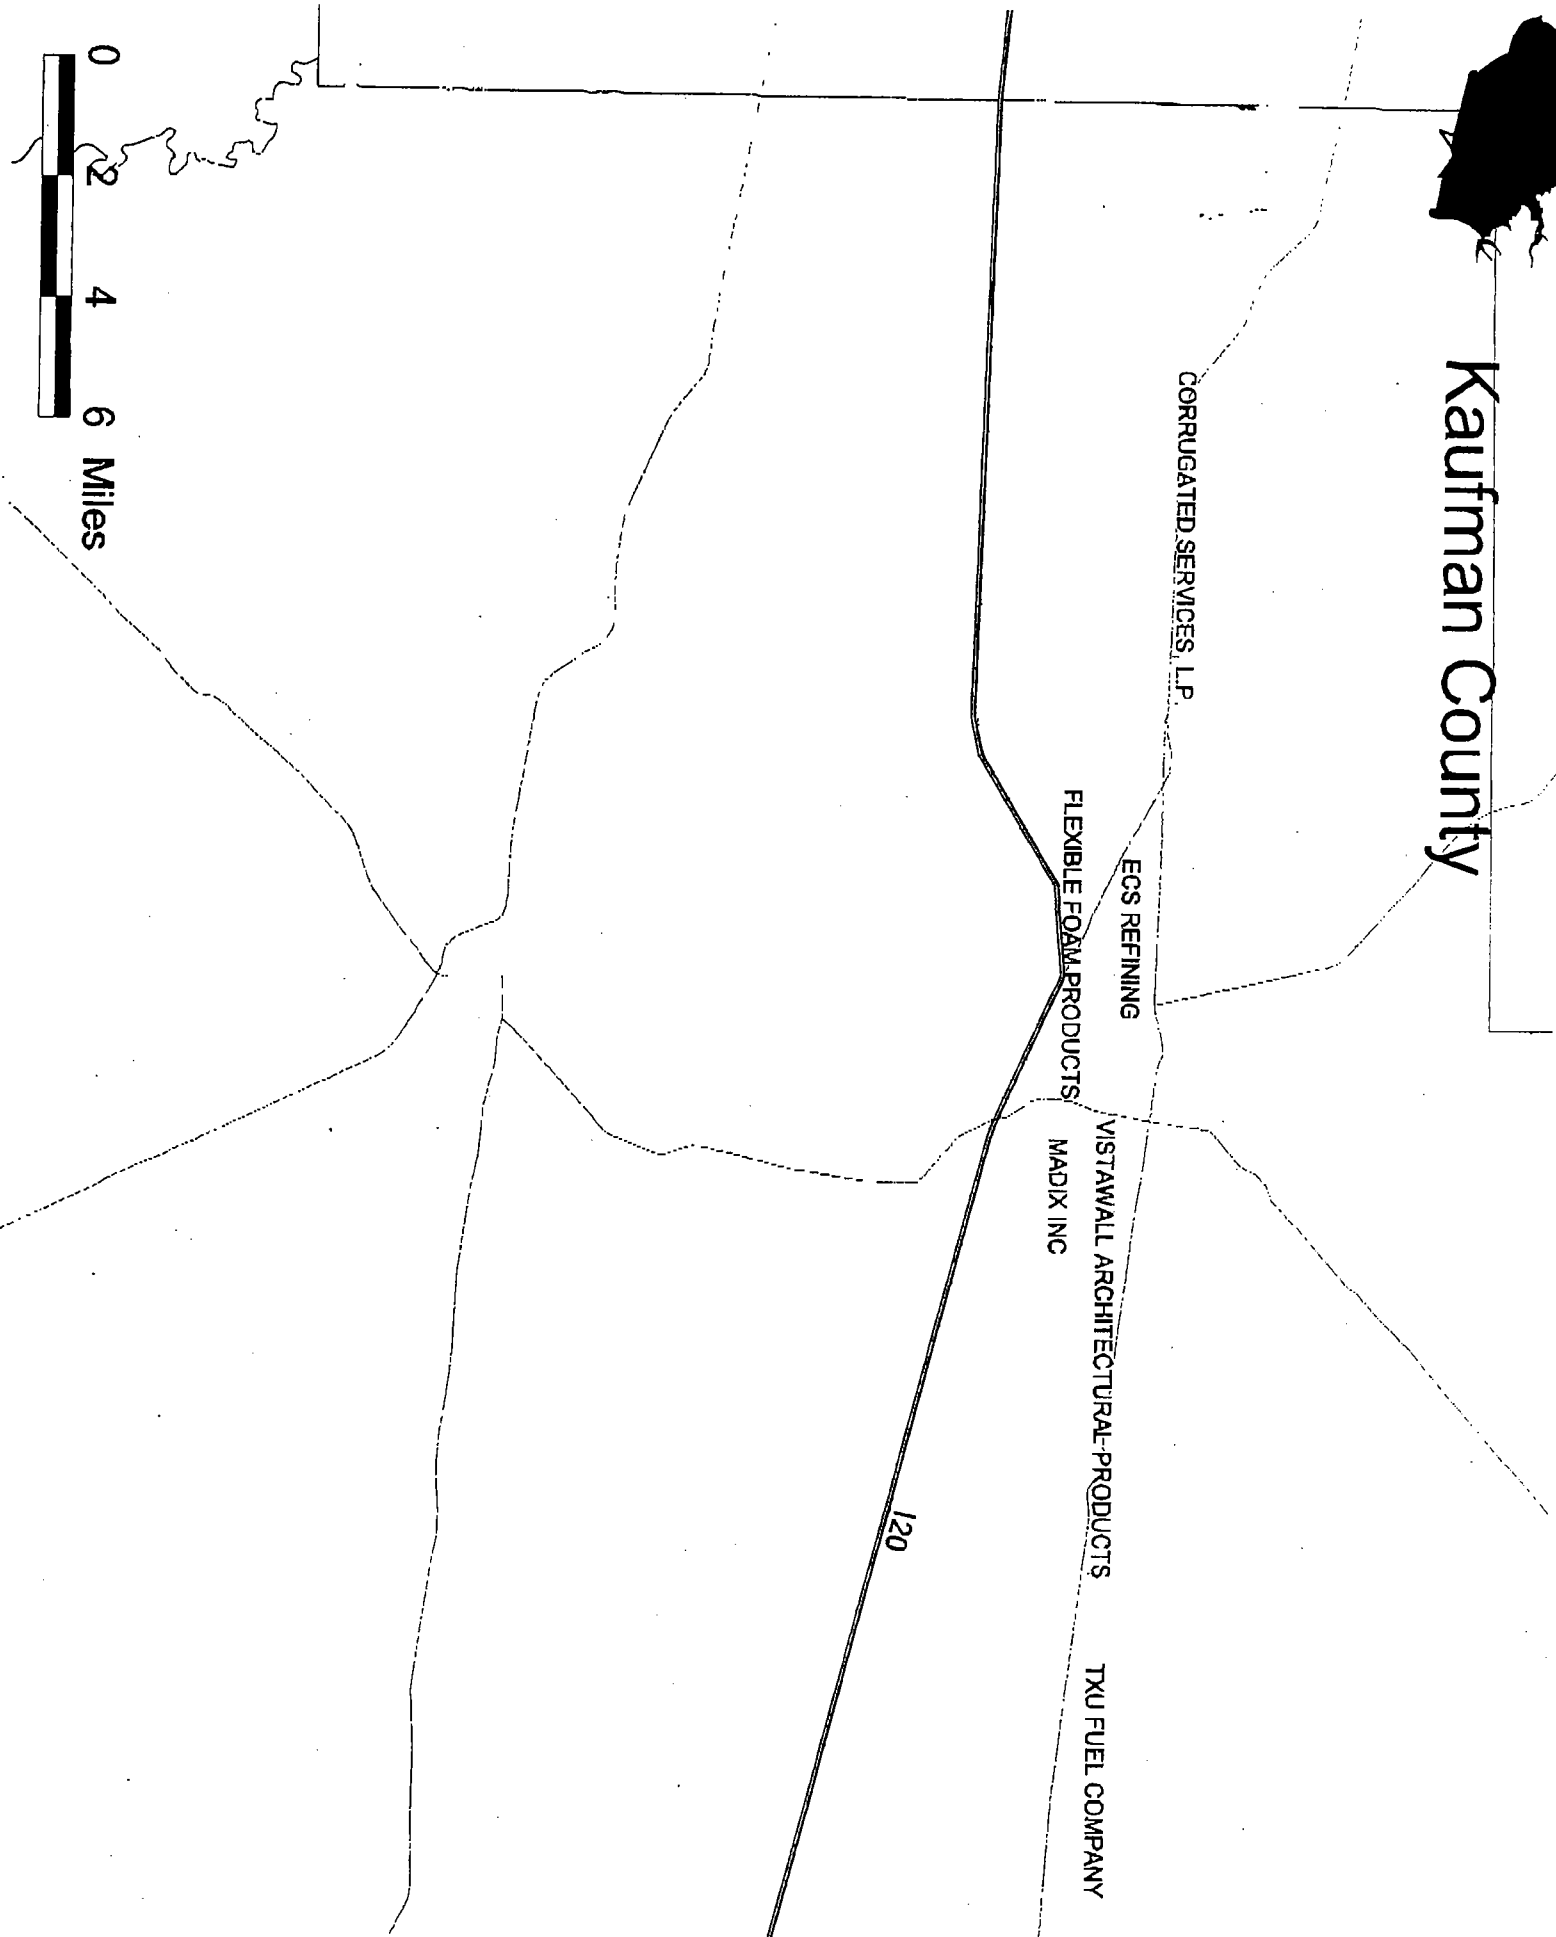 Kaufman County
CORRUGATED SERVICES, L.P.
ECS REFINING
FLEXIBLE FOAM PRODUCTS
VISTAWALL ARCHITECTURAL PRODUCTS
MADIX INC
TXU FUEL COMPANY
I20
0 2 4 6 Miles